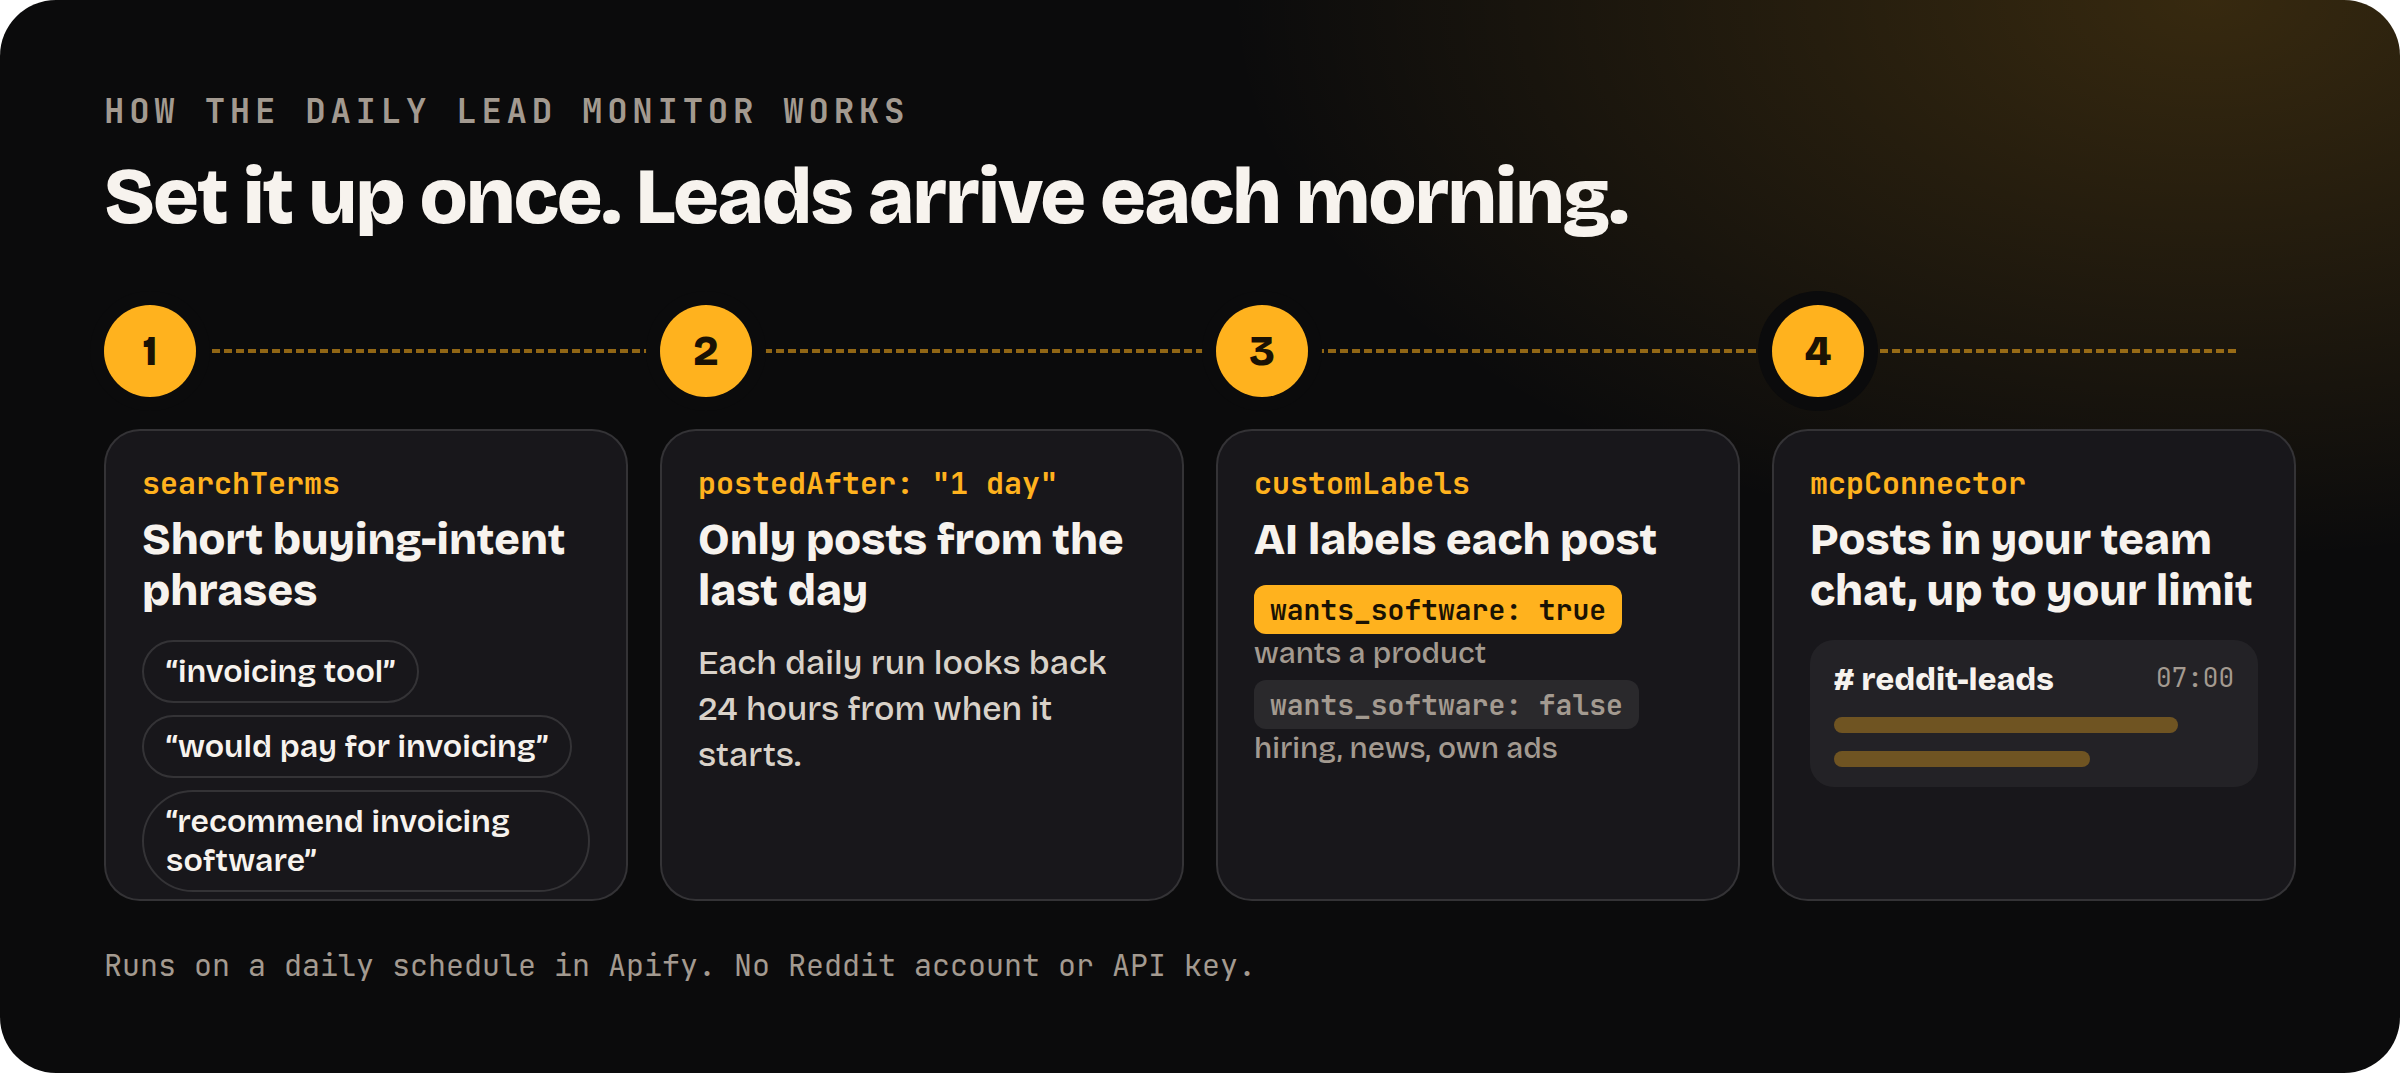 HOW THE DAILY LEAD MONITOR WORKS
Set it up once. Leads arrive each morning.
1
2
3
4
searchTerms
Short buying-intent
phrases
“invoicing tool”
“would pay for invoicing”
“recommend invoicing
software”
postedAfter: "1 day"
Only posts from the
last day
Each daily run looks back
24 hours from when it
starts.
customLabels
AI labels each post
wants_software: true
wants a product
wants_software: false
hiring, news, own ads
mcpConnector
Posts in your team
chat, up to your limit
# reddit-leads 07:00
Runs on a daily schedule in Apify. No Reddit account or API key.